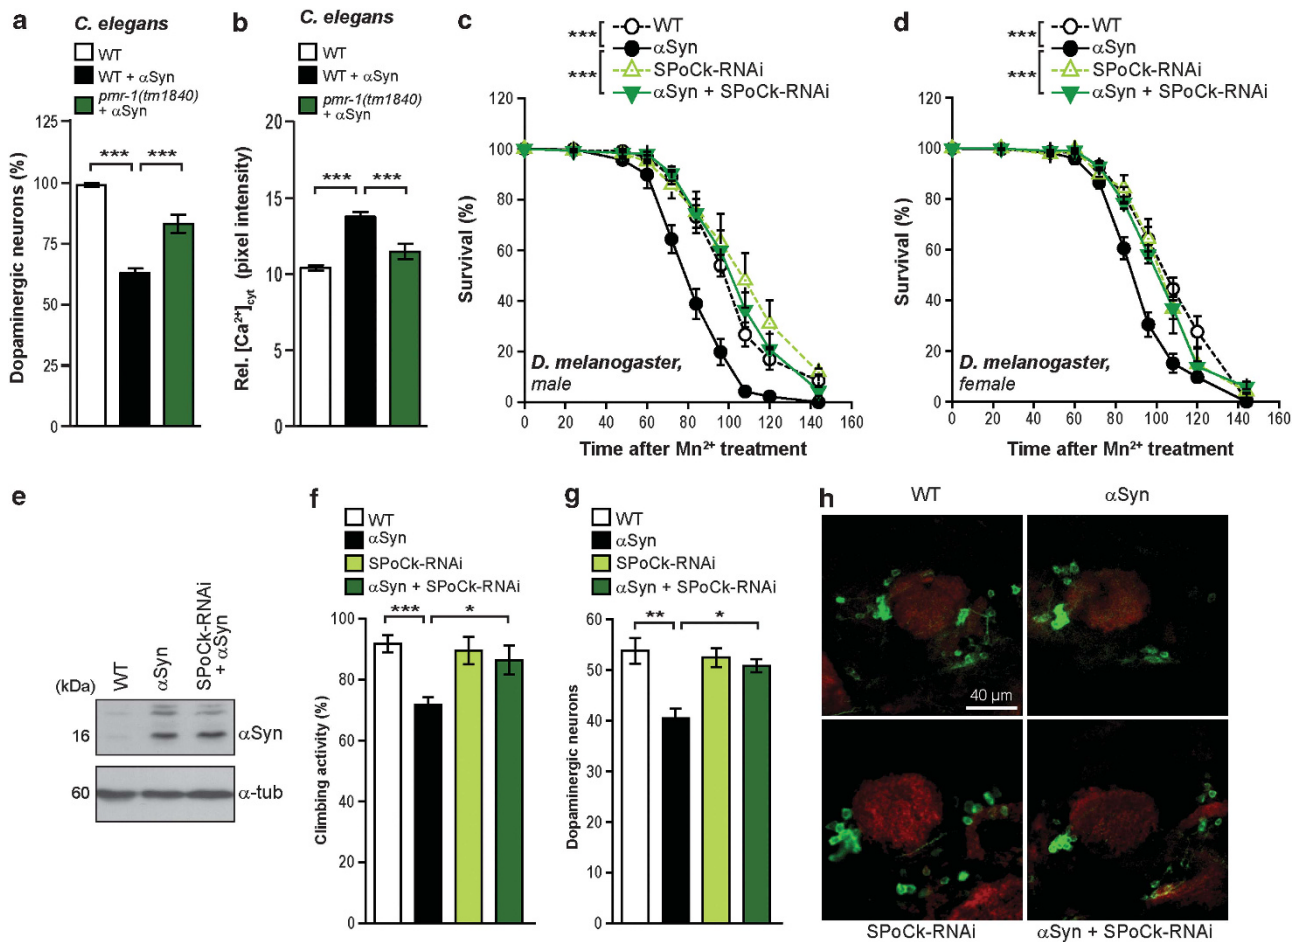 a
C. elegans
WT
WT + αSyn
pmr-1(tm1840)
+ αSyn
Dopaminergic neurons (%)
125
100
75
50
25
0
***
***
b
C. elegans
WT
WT + αSyn
pmr-1(tm1840)
+ αSyn
Rel. [Ca²⁺]cyt (pixel intensity)
20
15
10
5
0
***
***
c
***
***
WT
αSyn
SPoCk-RNAi
αSyn + SPoCk-RNAi
Survival (%)
120
100
80
60
40
20
0
D. melanogaster,
male
0 20 40 60 80 100 120 140 160
Time after Mn²⁺ treatment
d
***
***
WT
αSyn
SPoCk-RNAi
αSyn + SPoCk-RNAi
Survival (%)
120
100
80
60
40
20
0
D. melanogaster,
female
0 20 40 60 80 100 120 140 160
Time after Mn²⁺ treatment
e
(kDa)
WT
αSyn
SPoCk-RNAi
+ αSyn
16
αSyn
60
α-tub
f
WT
αSyn
SPoCk-RNAi
αSyn + SPoCk-RNAi
Climbing activity (%)
100
80
60
40
20
0
***
*
g
WT
αSyn
SPoCk-RNAi
αSyn + SPoCk-RNAi
Dopaminergic neurons
60
50
40
30
20
10
0
**
*
h
WT
αSyn
40 µm
SPoCk-RNAi
αSyn + SPoCk-RNAi